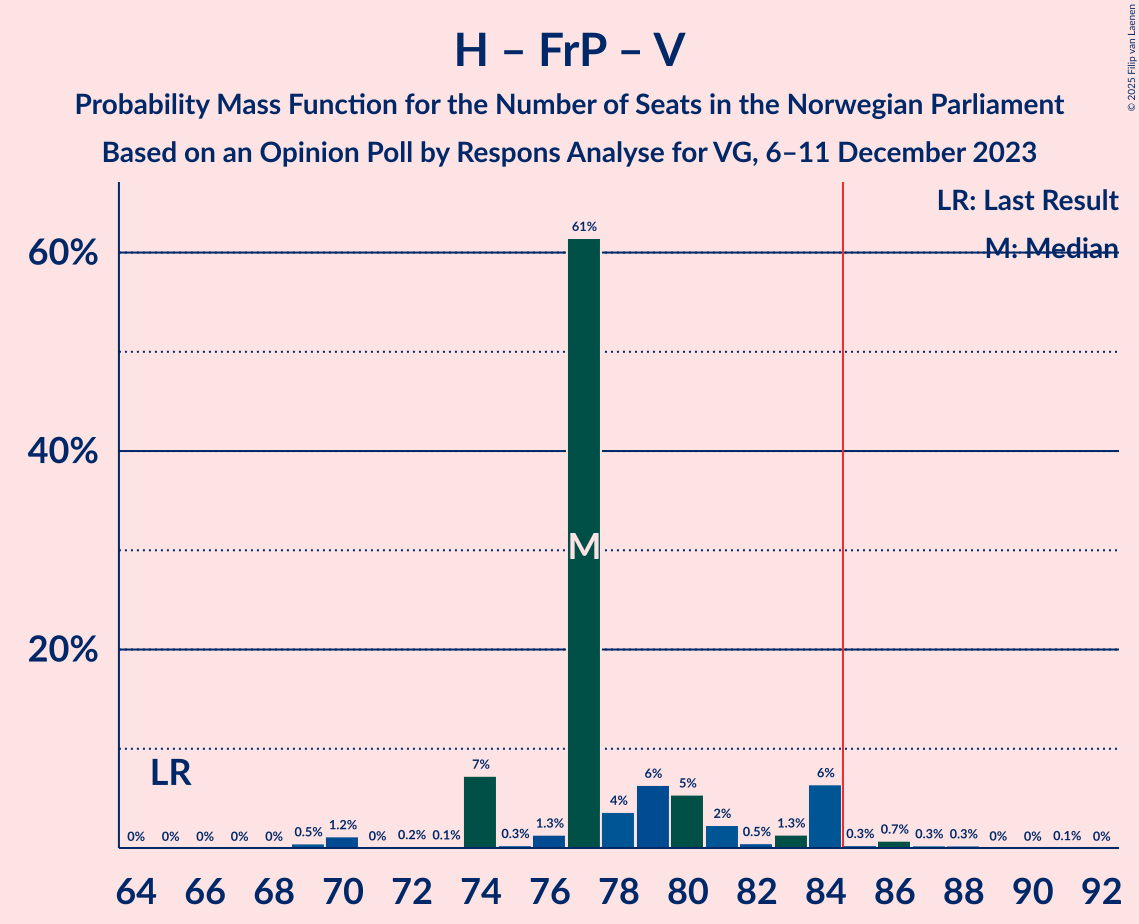 H – FrP – V
Probability Mass Function for the Number of Seats in the Norwegian Parliament
Based on an Opinion Poll by Respons Analyse for VG, 6–11 December 2023
© 2025 Filip van Laenen
LR: Last Result
M: Median
60%
40%
20%
LR
M
0% 0% 0% 0% 0% 0.5% 1.2% 0% 0.2% 0.1% 7% 0.3% 1.3% 61% 4% 6% 5% 2% 0.5% 1.3% 6% 0.3% 0.7% 0.3% 0.3% 0% 0% 0.1% 0%
64 66 68 70 72 74 76 78 80 82 84 86 88 90 92